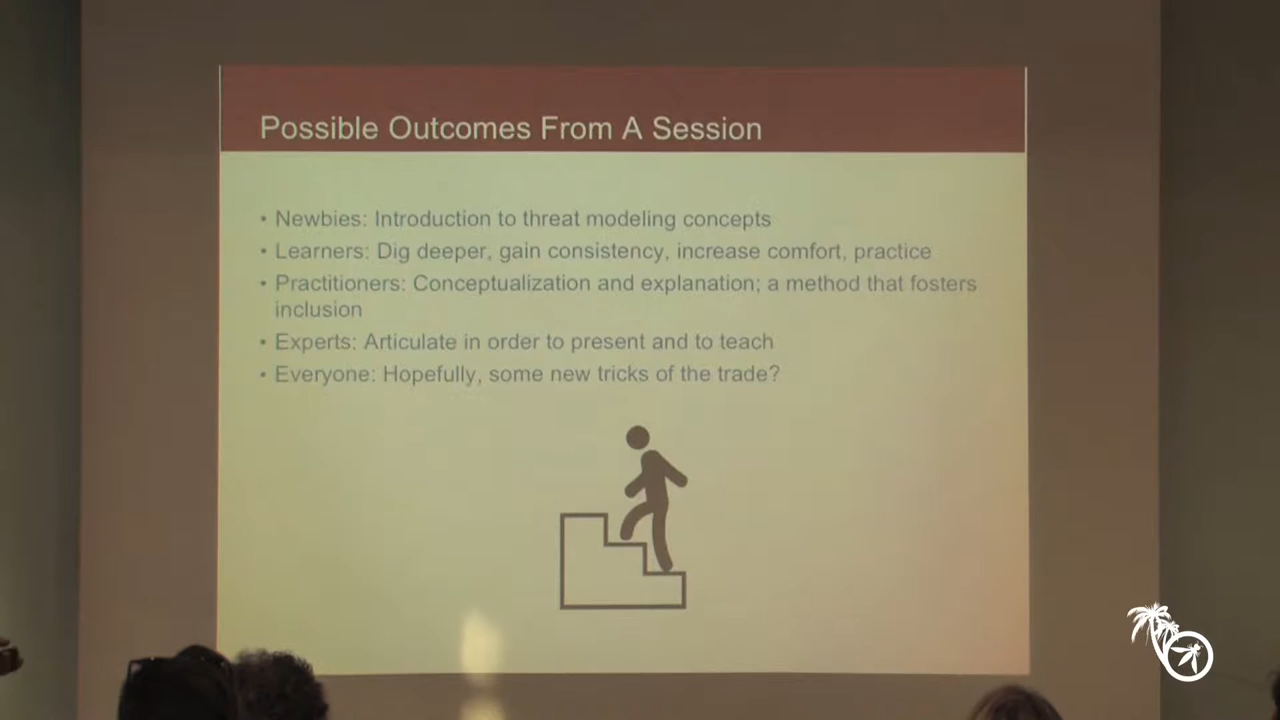 Possible Outcomes From A Session
• Newbies: Introduction to threat modeling concepts
• Learners: Dig deeper, gain consistency, increase comfort, practice
• Practitioners: Conceptualization and explanation; a method that fosters
inclusion
• Experts: Articulate in order to present and to teach
• Everyone: Hopefully, some new tricks of the trade?